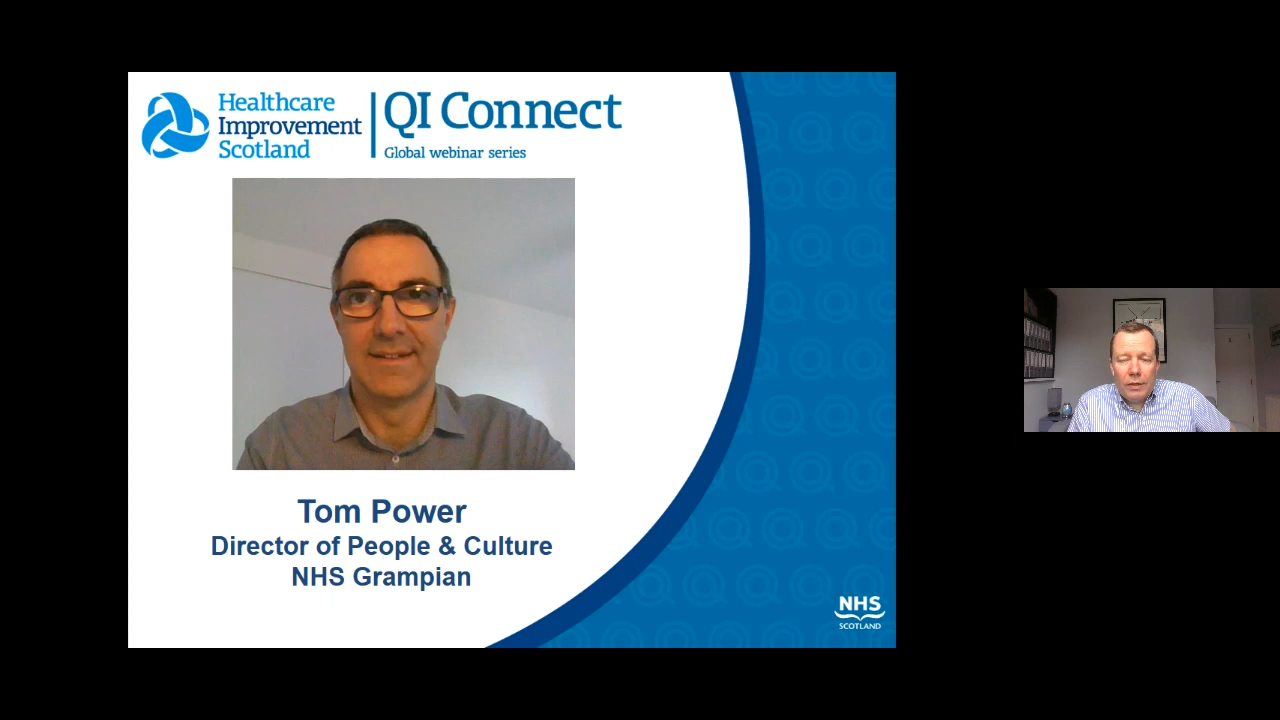 Healthcare
Improvement
Scotland
QI Connect
Global webinar series
Tom Power
Director of People & Culture
NHS Grampian
NHS
SCOTLAND